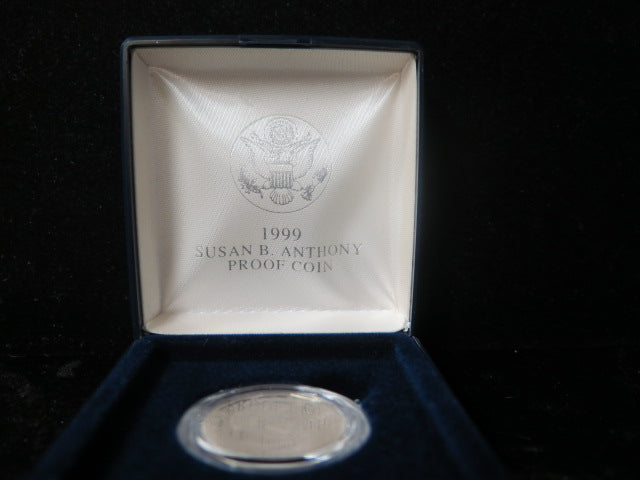 1999
SUSAN B. ANTHONY
PROOF COIN